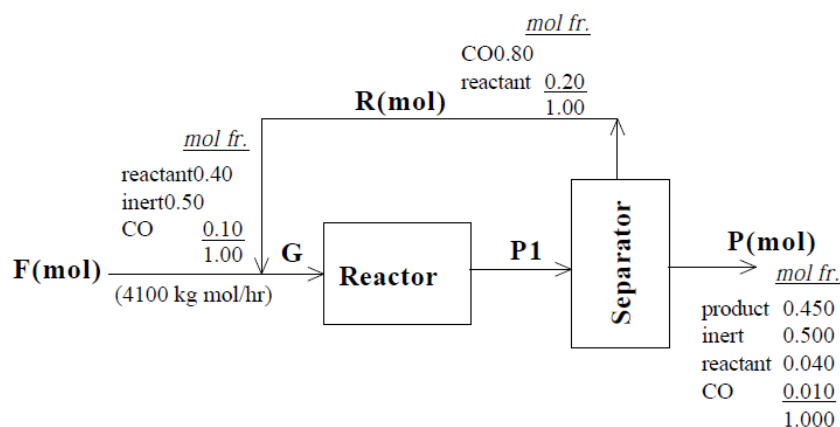 mol fr.
CO0.80
reactant 0.20
1.00
R(mol)
mol fr.
reactant0.40
inert0.50
CO 0.10
1.00
F(mol)
(4100 kg mol/hr)
G
Reactor
P1
Separator
P(mol)
mol fr.
product 0.450
inert 0.500
reactant 0.040
CO 0.010
1.000